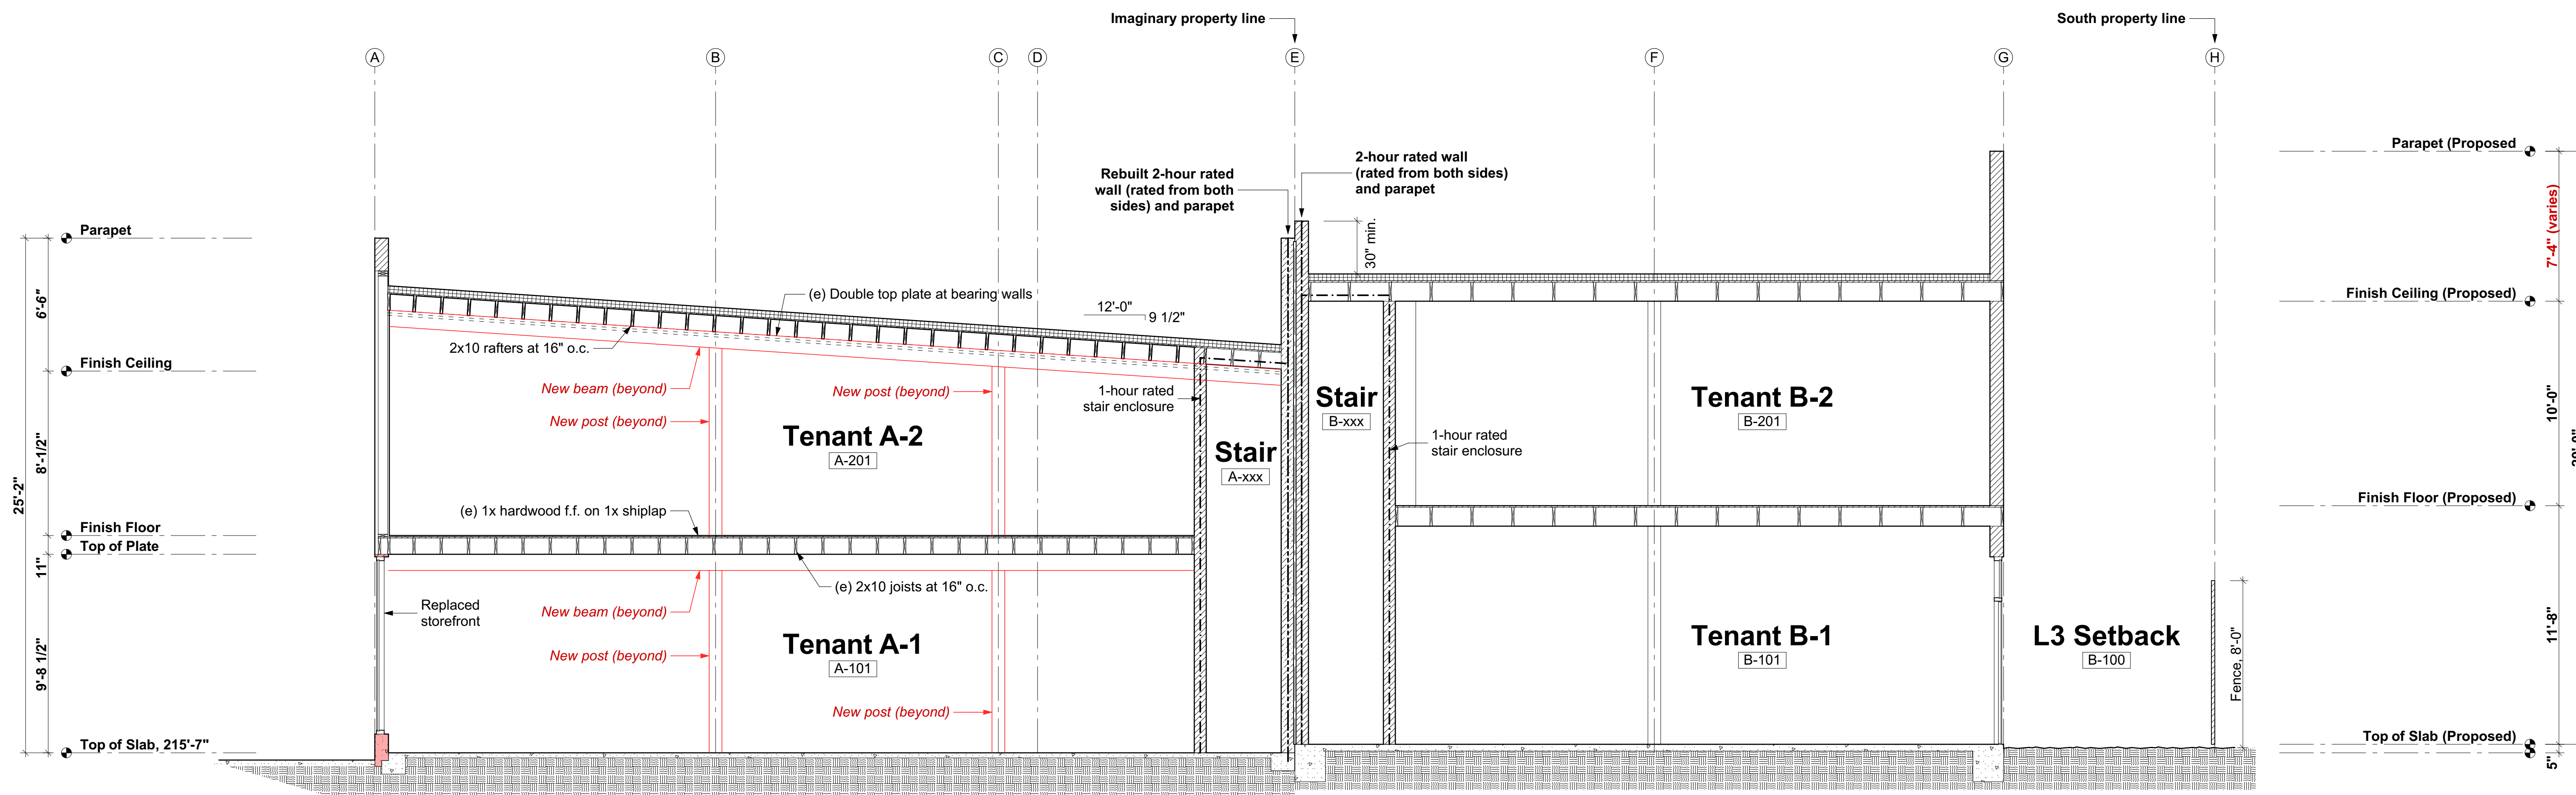 Imaginary property line
South property line
A
B
C
D
E
F
G
H
Parapet (Proposed
2-hour rated wall
(rated from both sides)
and parapet
Rebuilt 2-hour rated
wall (rated from both
sides) and parapet
7'-4" (varies)
Parapet
30" min.
6'-6"
(e) Double top plate at bearing walls
12'-0"
9 1/2"
Finish Ceiling (Proposed)
2x10 rafters at 16" o.c.
Finish Ceiling
New beam (beyond)
New post (beyond)
1-hour rated
stair enclosure
New post (beyond)
Stair
B-xxx
Tenant B-2
B-201
10'-0"
Tenant A-2
A-201
Stair
A-xxx
1-hour rated
stair enclosure
8'-1/2"
25'-2"
(e) 1x hardwood f.f. on 1x shiplap
Finish Floor (Proposed)
Finish Floor
Top of Plate
11"
(e) 2x10 joists at 16" o.c.
Replaced
storefront
New beam (beyond)
New post (beyond)
Tenant A-1
A-101
Tenant B-1
B-101
L3 Setback
B-100
Fence, 8'-0"
11'-8"
9'-8 1/2"
New post (beyond)
Top of Slab, 215'-7"
Top of Slab (Proposed)
5"